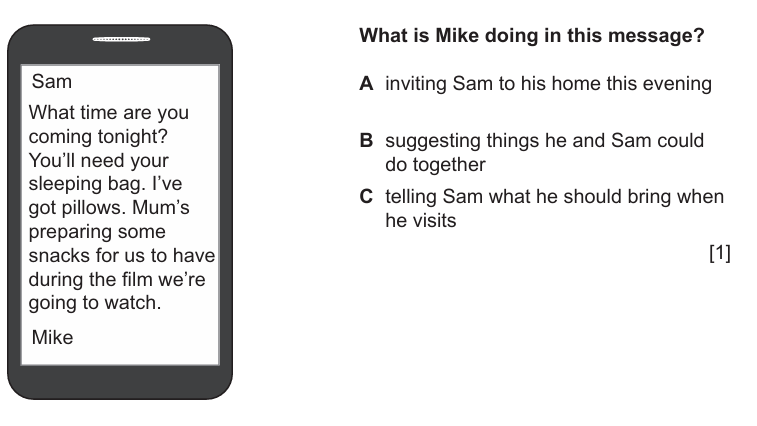 Sam
What time are you
coming tonight?
You'll need your
sleeping bag. I've
got pillows. Mum's
preparing some
snacks for us to have
during the film we're
going to watch.
Mike
What is Mike doing in this message?
A inviting Sam to his home this evening
B suggesting things he and Sam could
do together
C telling Sam what he should bring when
he visits
[1]